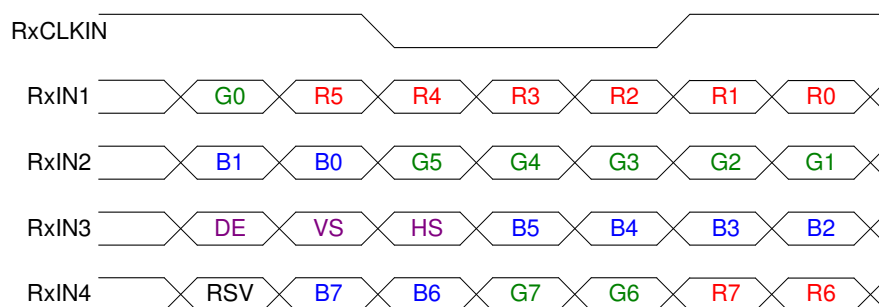 RxCLKIN
RxIN1 G0 R5 R4 R3 R2 R1 R0
RxIN2 B1 B0 G5 G4 G3 G2 G1
RxIN3 DE VS HS B5 B4 B3 B2
RxIN4 RSV B7 B6 G7 G6 R7 R6